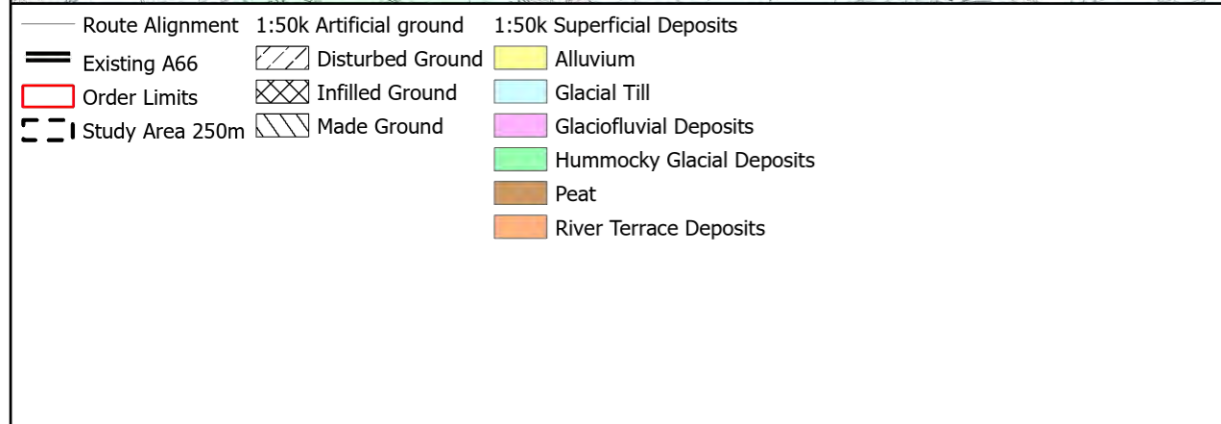 Route Alignment
Existing A66
Order Limits
Study Area 250m
1:50k Artificial ground
Disturbed Ground
Infilled Ground
Made Ground
1:50k Superficial Deposits
Alluvium
Glacial Till
Glaciofluvial Deposits
Hummocky Glacial Deposits
Peat
River Terrace Deposits